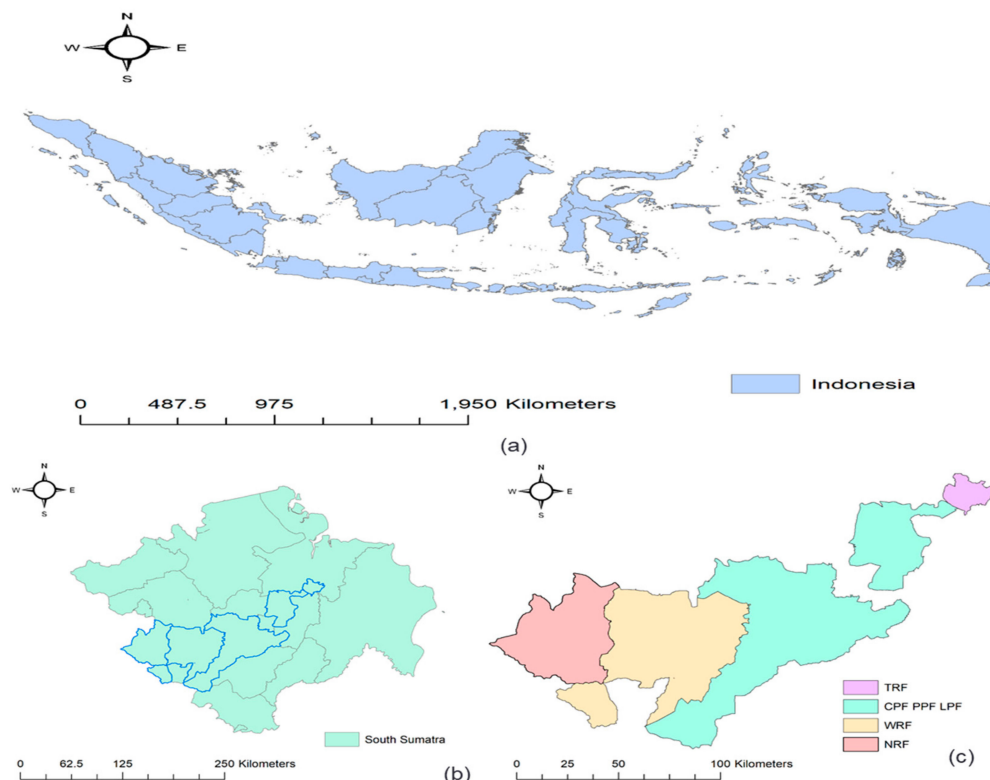 N
W E
S
Indonesia
0 487.5 975 1,950 Kilometers
(a)
N
W E
S
South Sumatra
0 62.5 125 250 Kilometers
(b)
N
W E
S
TRF
CPF PPF LPF
WRF
NRF
0 25 50 100 Kilometers
(c)